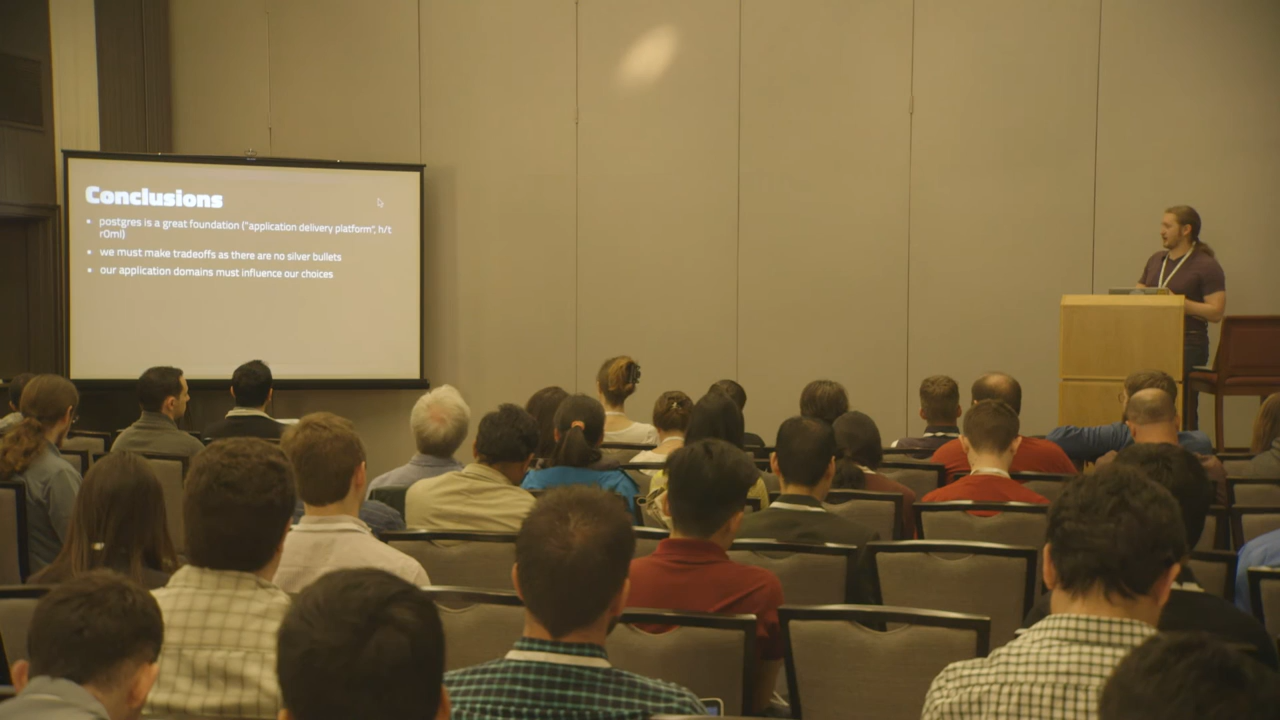 Conclusions
postgres is a great foundation ("application delivery platform", h/t
r0ml)
we must make tradeoffs as there are no silver bullets
our application domains must influence our choices